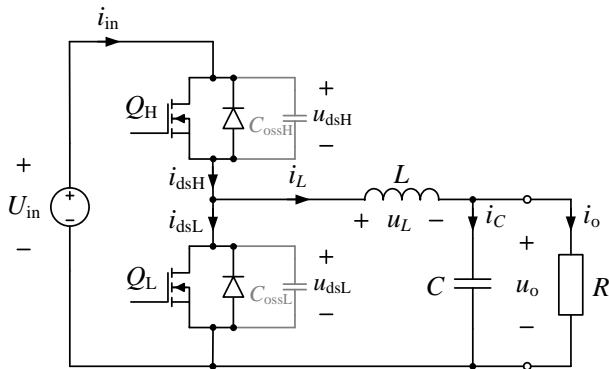 i_in
+
Q_H
C_ossH
u_dsH
−
i_dsH
i_L
L
+
U_in
−
+
−
i_dsL
+ u_L −
i_C
i_o
+
Q_L
C_ossL
u_dsL
−
C
+
u_o
−
R